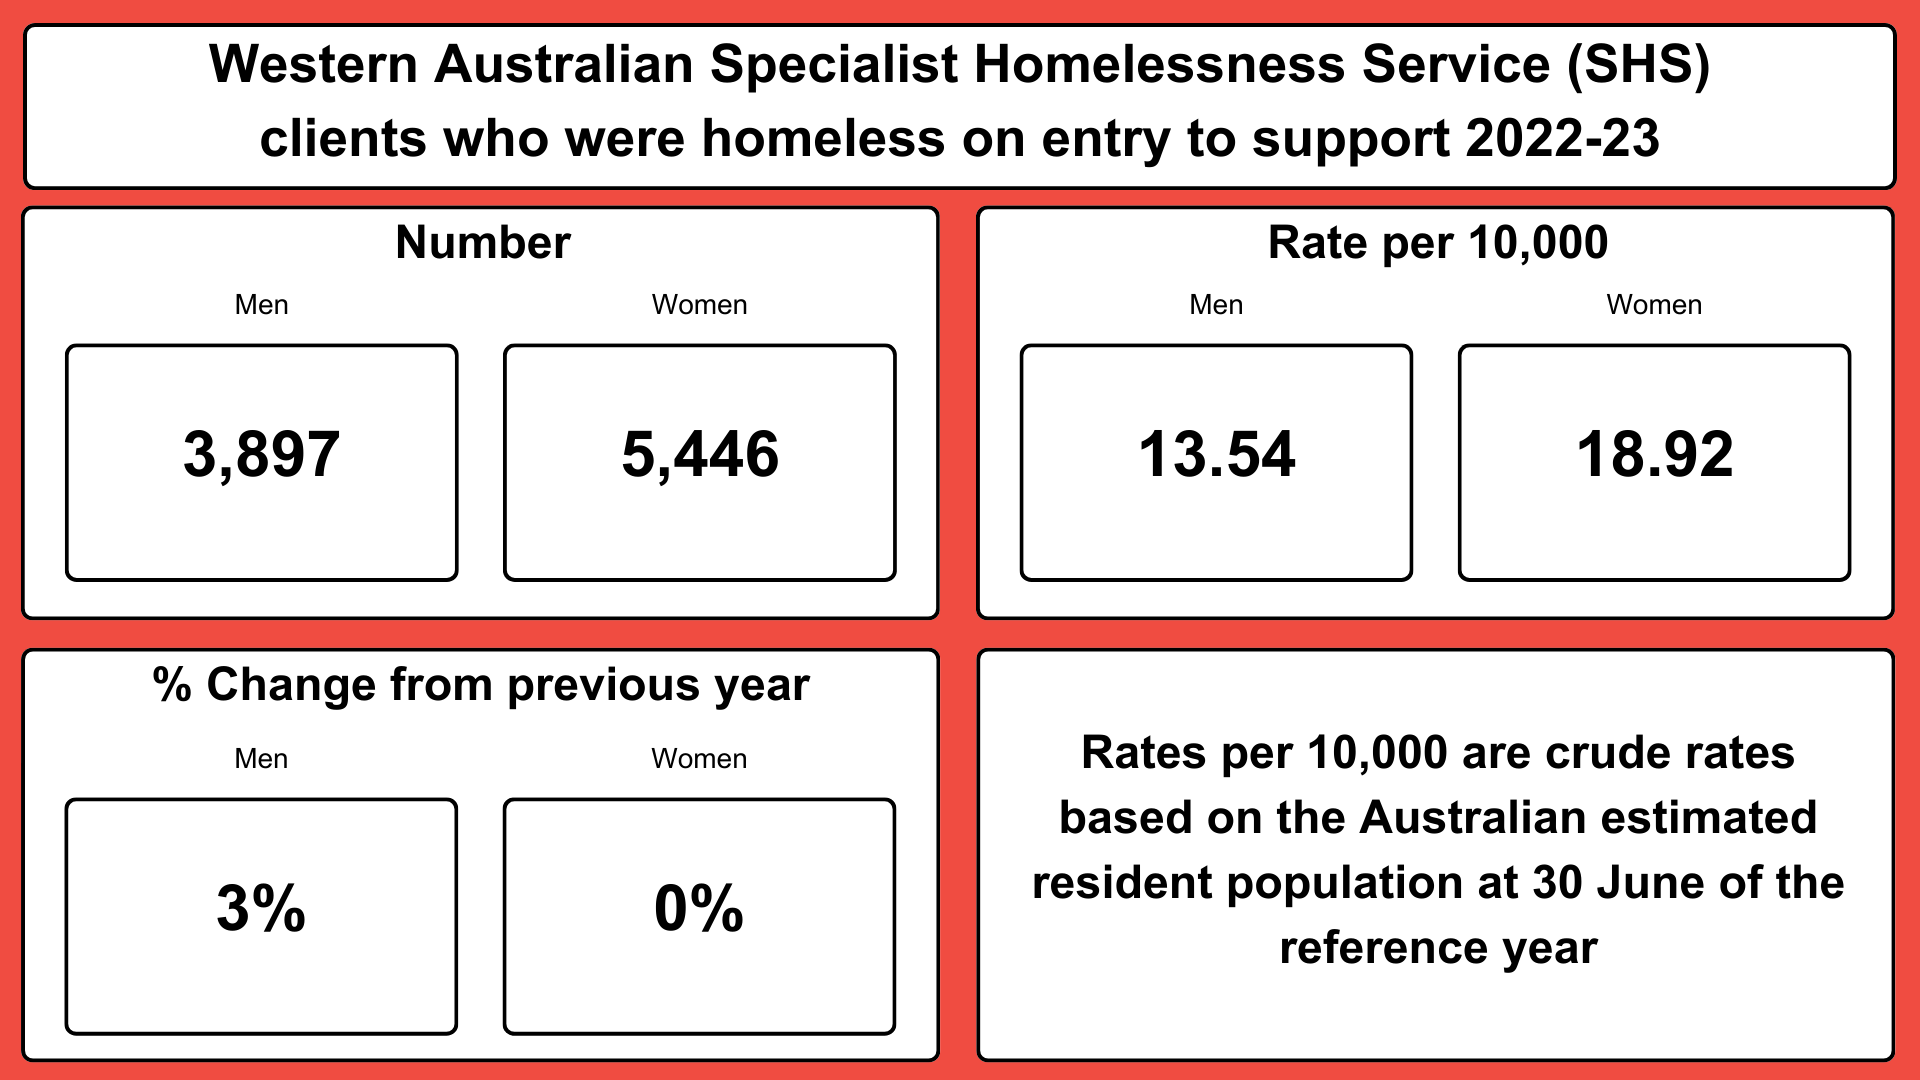 Western Australian Specialist Homelessness Service (SHS)
clients who were homeless on entry to support 2022-23
Number
Men
Women
3,897
5,446
Rate per 10,000
Men
Women
13.54
18.92
% Change from previous year
Men
Women
3%
0%
Rates per 10,000 are crude rates
based on the Australian estimated
resident population at 30 June of the
reference year